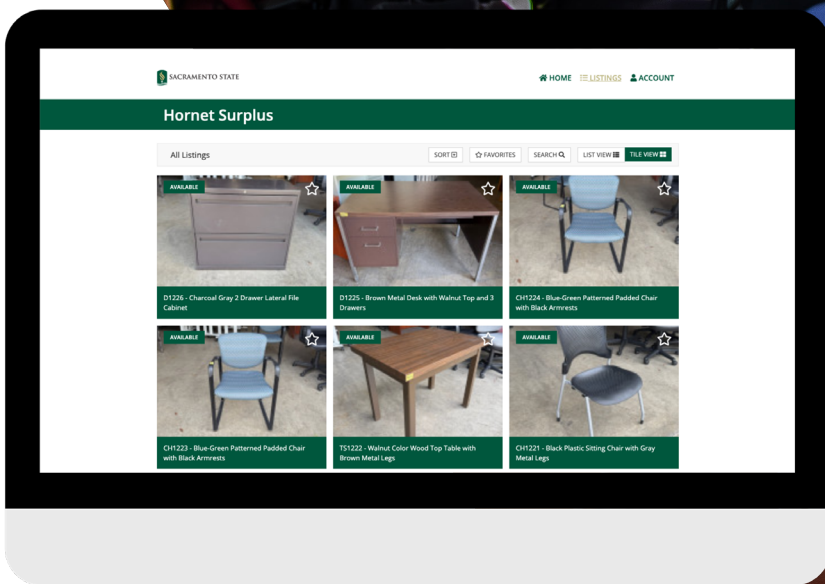 SACRAMENTO STATE
HOME LISTINGS ACCOUNT
Hornet Surplus
All Listings
SORT FAVORITES SEARCH LIST VIEW TILE VIEW
AVAILABLE AVAILABLE AVAILABLE
D1226 - Charcoal Gray 2 Drawer Lateral File
Cabinet
D1225 - Brown Metal Desk with Walnut Top and 3
Drawers
CH1224 - Blue-Green Patterned Padded Chair
with Black Armrests
AVAILABLE AVAILABLE AVAILABLE
CH1223 - Blue-Green Patterned Padded Chair
with Black Armrests
TS1222 - Walnut Color Wood Top Table with
Brown Metal Legs
CH1221 - Black Plastic Sitting Chair with Gray
Metal Legs